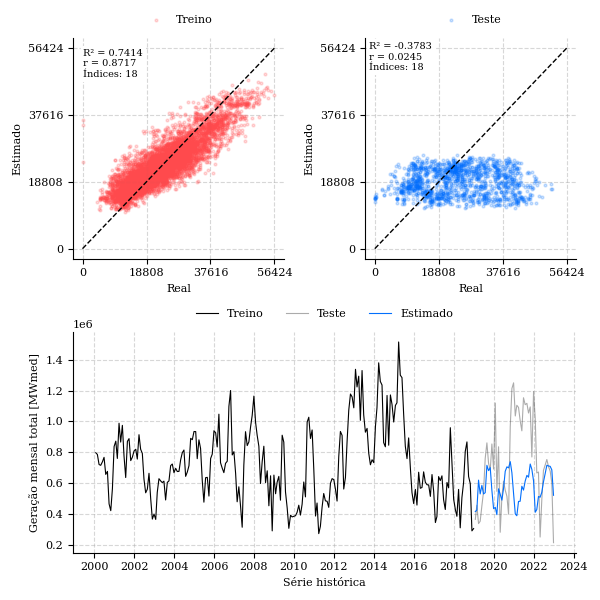 Treino
Teste
R² = 0.7414
r = 0.8717
Índices: 18
R² = -0.3783
r = 0.0245
Índices: 18
56424
37616
18808
0
Estimado
0
18808
37616
56424
Real
56424
37616
18808
0
Estimado
0
18808
37616
56424
Real
Treino
Teste
Estimado
1e6
1.4
1.2
1.0
0.8
0.6
0.4
0.2
Geração mensal total [MWmed]
2000
2002
2004
2006
2008
2010
2012
2014
2016
2018
2020
2022
2024
Série histórica